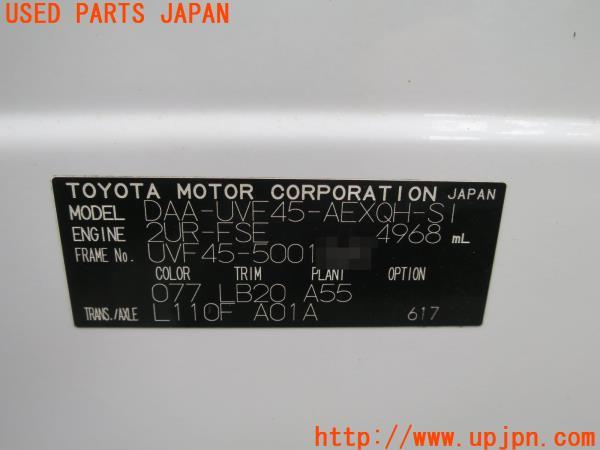 USED PARTS JAPAN
TOYOTA MOTOR CORPORATION JAPAN
MODEL DAA-UVF45-AEXQH-SI
ENGINE 2UR-FSE 4968 mL
FRAME No. UVF45-5001
COLOR TRIM PLANT OPTION
077 LB20 A55
TRANS./AXLE L110F A01A 617
http://www.upjpn.com/